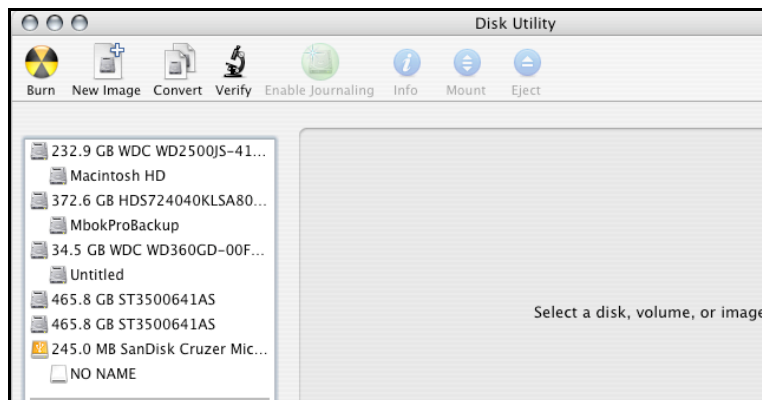 Disk Utility
Burn New Image Convert Verify Enable Journaling Info Mount Eject
232.9 GB WDC WD2500JS-41...
Macintosh HD
372.6 GB HDS724040KLSA80...
MbokProBackup
34.5 GB WDC WD360GD-00F...
Untitled
465.8 GB ST3500641AS
465.8 GB ST3500641AS
245.0 MB SanDisk Cruzer Mic...
NO NAME
Select a disk, volume, or image